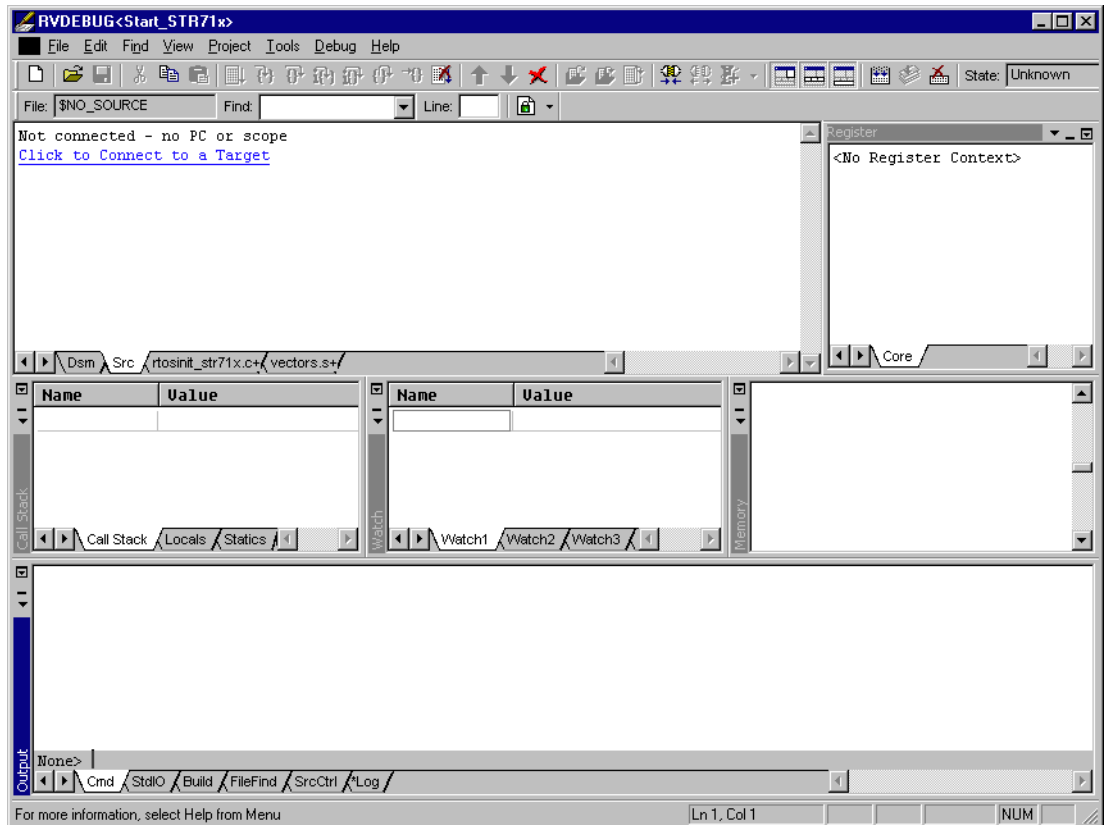 RVDEBUG<Start_STR71x>
File Edit Find View Project Tools Debug Help
State: Unknown
File: $NO_SOURCE Find: Line:
Not connected - no PC or scope
Click to Connect to a Target
Register
<No Register Context>
Dsm Src rtosinit_str71x.c+ vectors.s+
Core
Name Value
Name Value
Call Stack
Watch
Memory
Call Stack Locals Statics
Watch1 Watch2 Watch3
Output
None>
Cmd StdIO Build FileFind SrcCtrl *Log
For more information, select Help from Menu
Ln 1, Col 1
NUM